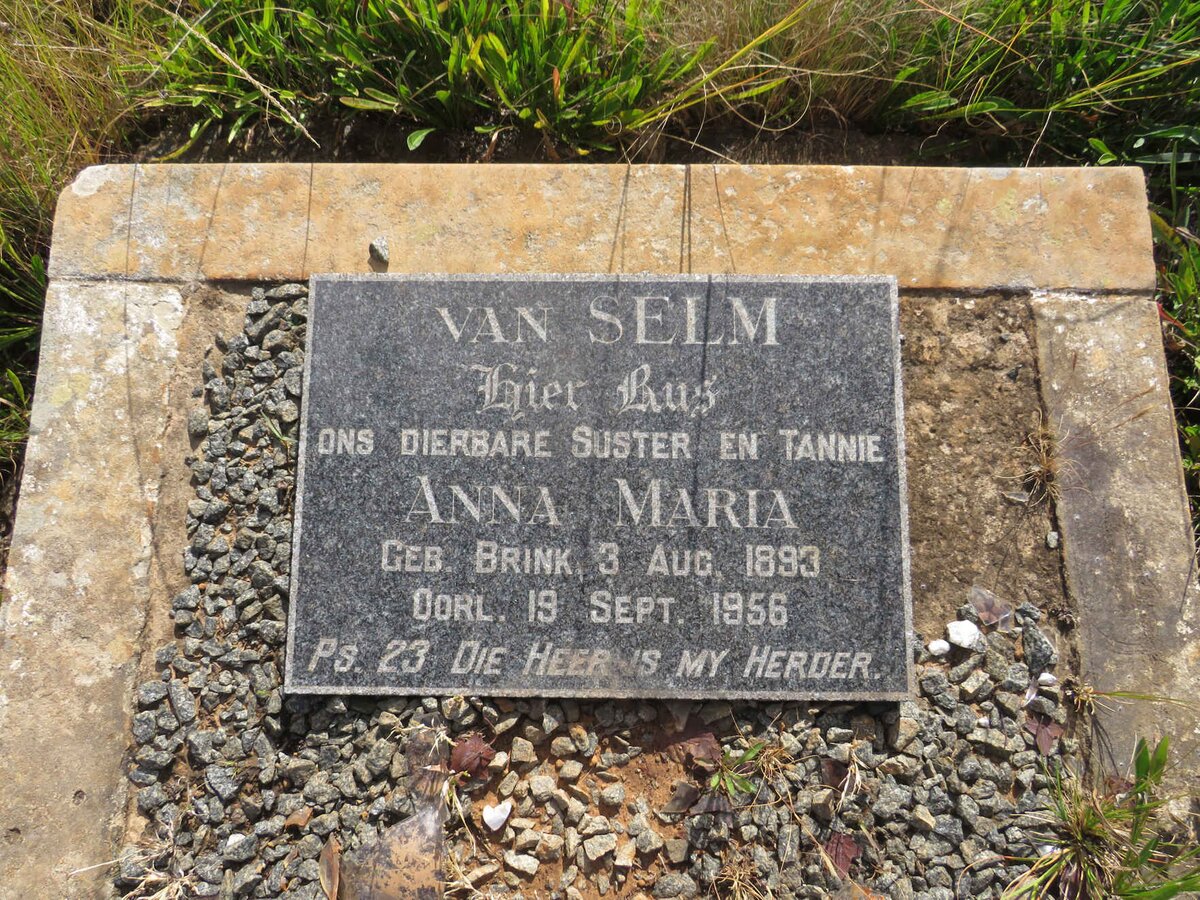 VAN SELM
Hier Rus
ONS DIERBARE SUSTER EN TANNIE
ANNA MARIA
GEB. BRINK, 3 AUG. 1893
OORL. 19 SEPT. 1956
PS. 23 DIE HEER IS MY HERDER.